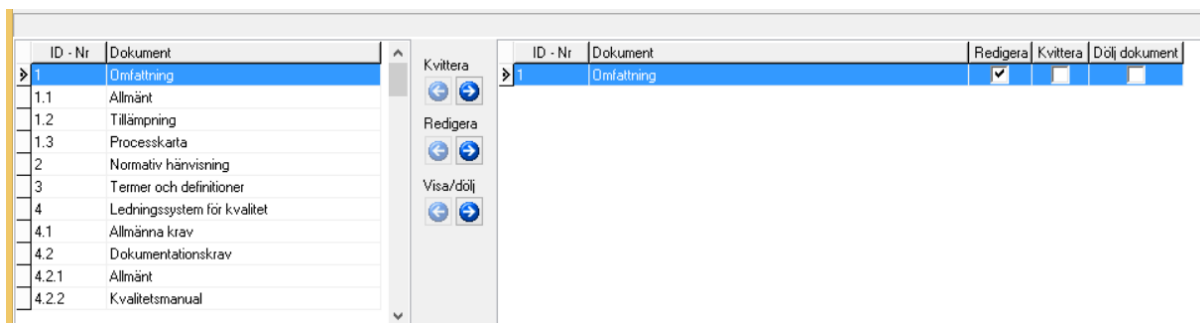 ID - Nr Dokument
1 Omfattning
1.1 Allmänt
1.2 Tillämpning
1.3 Processkarta
2 Normativ hänvisning
3 Termer och definitioner
4 Ledningssystem för kvalitet
4.1 Allmänna krav
4.2 Dokumentationskrav
4.2.1 Allmänt
4.2.2 Kvalitetsmanual
Kvittera
Redigera
Visa/dölj
ID - Nr Dokument Redigera Kvittera Dölj dokument
1 Omfattning